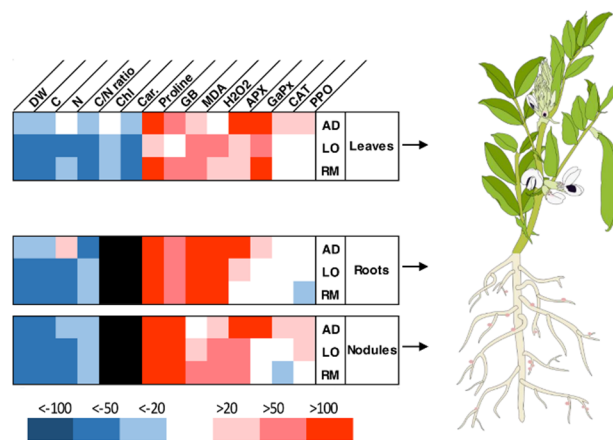 DW C N C/N ratio Chl Car. Proline GB MDA H2O2 APX GaPx CAT PPO
AD
LO Leaves
RM
AD
LO Roots
RM
AD
LO Nodules
RM
<-100 <-50 <-20 >20 >50 >100